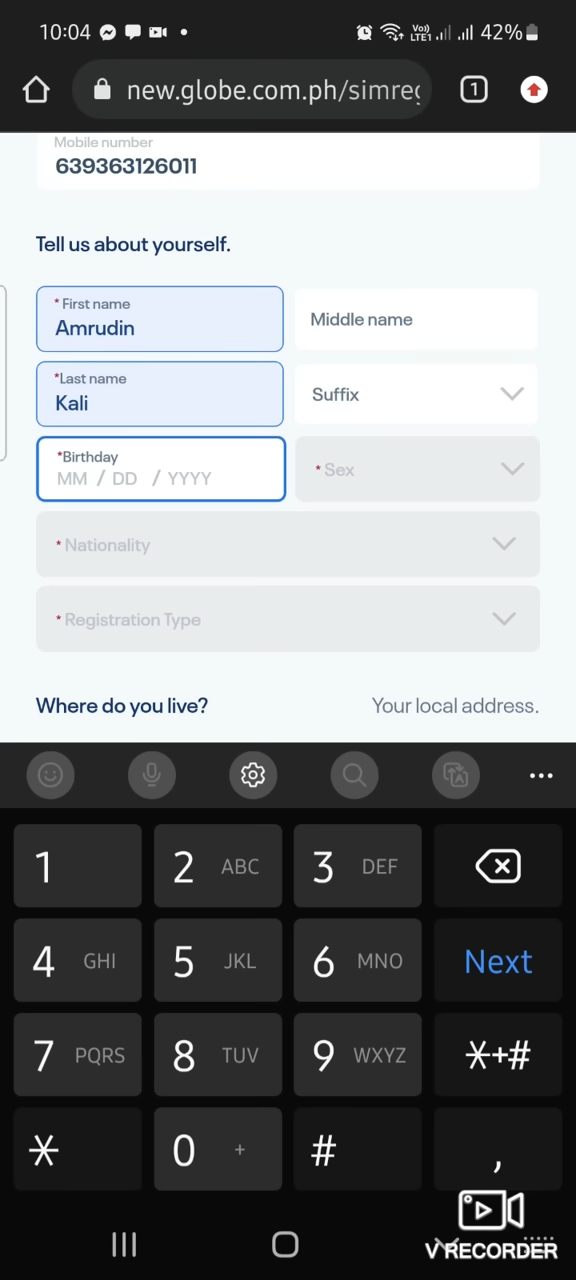 10:04 Vo)) LTE1 42%
new.globe.com.ph/simreg
1
Mobile number
639363126011
Tell us about yourself.
* First name
Amrudin
Middle name
*Last name
Kali
Suffix
*Birthday
MM / DD / YYYY
* Sex
* Nationality
* Registration Type
Where do you live? Your local address.
1 2 ABC 3 DEF
4 GHI 5 JKL 6 MNO Next
7 PQRS 8 TUV 9 WXYZ *+#
* 0 + # ,
V RECORDER